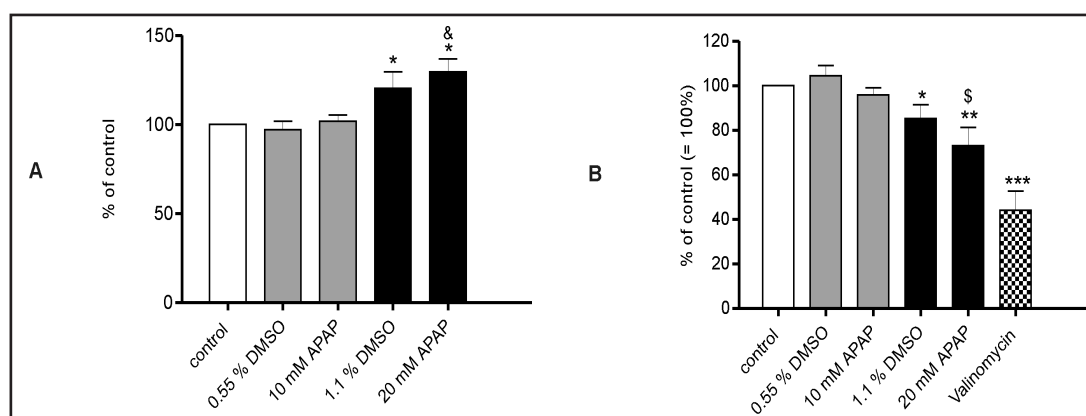 A
% of control
150
100
50
0
&
*
*
control
0.55 % DMSO
10 mM APAP
1.1 % DMSO
20 mM APAP
B
% of control (= 100%)
120
100
80
60
40
20
0
*
$
**
***
control
0.55 % DMSO
10 mM APAP
1.1 % DMSO
20 mM APAP
Valinomycin